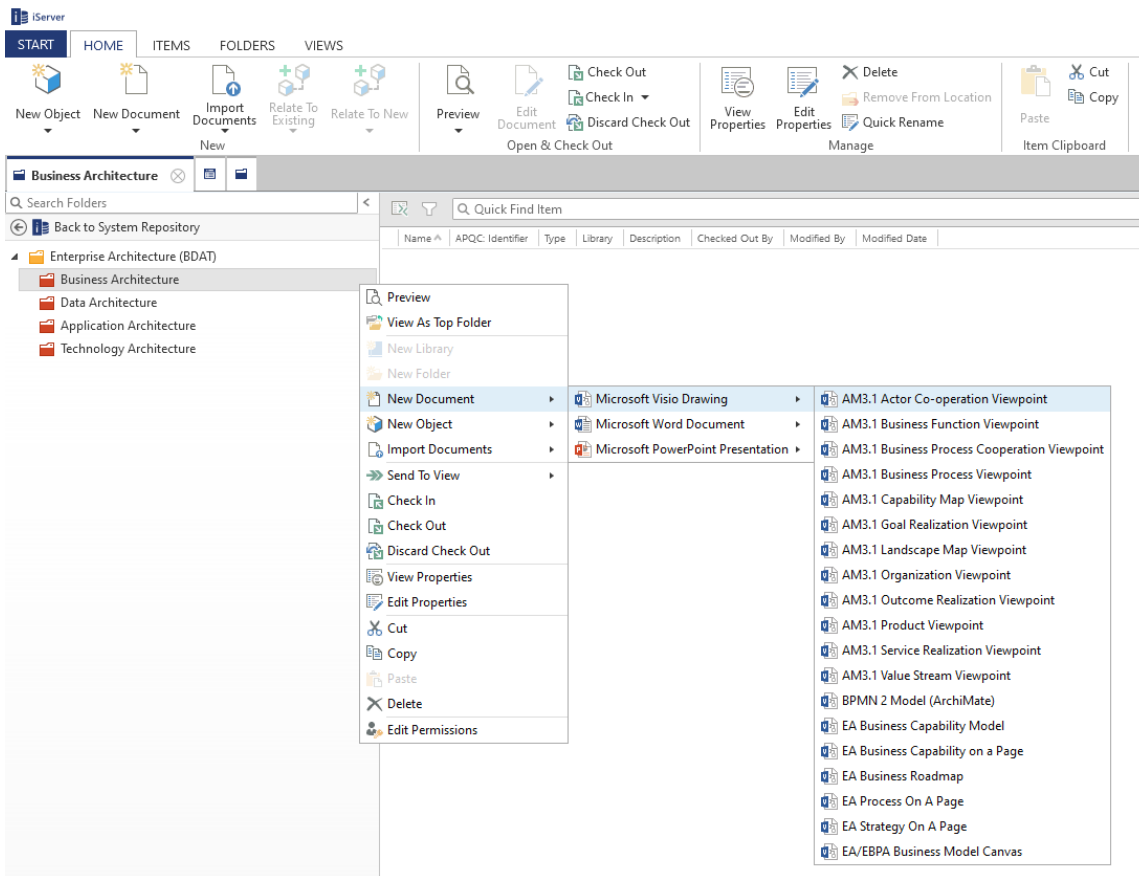 iServer
START HOME ITEMS FOLDERS VIEWS
New Object
New Document
Import
Documents
Relate To
Existing
Relate To New
New
Preview
Edit
Document
Check Out
Check In
Discard Check Out
Open & Check Out
View
Properties
Edit
Properties
Delete
Remove From Location
Quick Rename
Manage
Paste
Cut
Copy
Item Clipboard
Business Architecture
Search Folders
Back to System Repository
Enterprise Architecture (BDAT)
Business Architecture
Data Architecture
Application Architecture
Technology Architecture
Quick Find Item
Name APQC: Identifier Type Library Description Checked Out By Modified By Modified Date
Preview
View As Top Folder
New Library
New Folder
New Document
New Object
Import Documents
Send To View
Check In
Check Out
Discard Check Out
View Properties
Edit Properties
Cut
Copy
Paste
Delete
Edit Permissions
Microsoft Visio Drawing
Microsoft Word Document
Microsoft PowerPoint Presentation
AM3.1 Actor Co-operation Viewpoint
AM3.1 Business Function Viewpoint
AM3.1 Business Process Cooperation Viewpoint
AM3.1 Business Process Viewpoint
AM3.1 Capability Map Viewpoint
AM3.1 Goal Realization Viewpoint
AM3.1 Landscape Map Viewpoint
AM3.1 Organization Viewpoint
AM3.1 Outcome Realization Viewpoint
AM3.1 Product Viewpoint
AM3.1 Service Realization Viewpoint
AM3.1 Value Stream Viewpoint
BPMN 2 Model (ArchiMate)
EA Business Capability Model
EA Business Capability on a Page
EA Business Roadmap
EA Process On A Page
EA Strategy On A Page
EA/EBPA Business Model Canvas